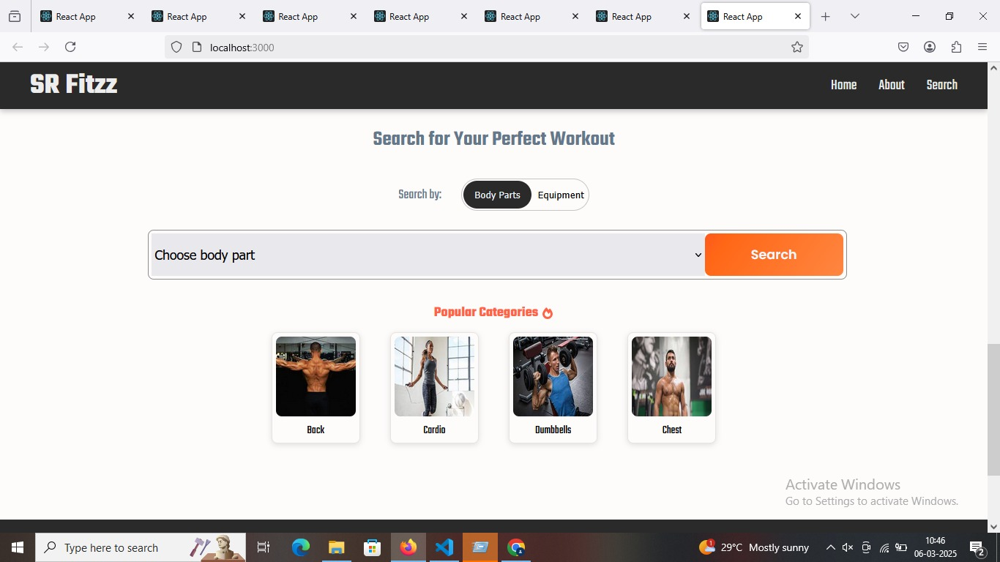 React App
React App
React App
React App
React App
React App
React App
localhost:3000
SR Fitzz
Home
About
Search
Search for Your Perfect Workout
Search by:
Body Parts
Equipment
Choose body part
Search
Popular Categories
Back
Cardio
Dumbbells
Chest
Activate Windows
Go to Settings to activate Windows.
Type here to search
1
29°C Mostly sunny
10:46
06-03-2025
2